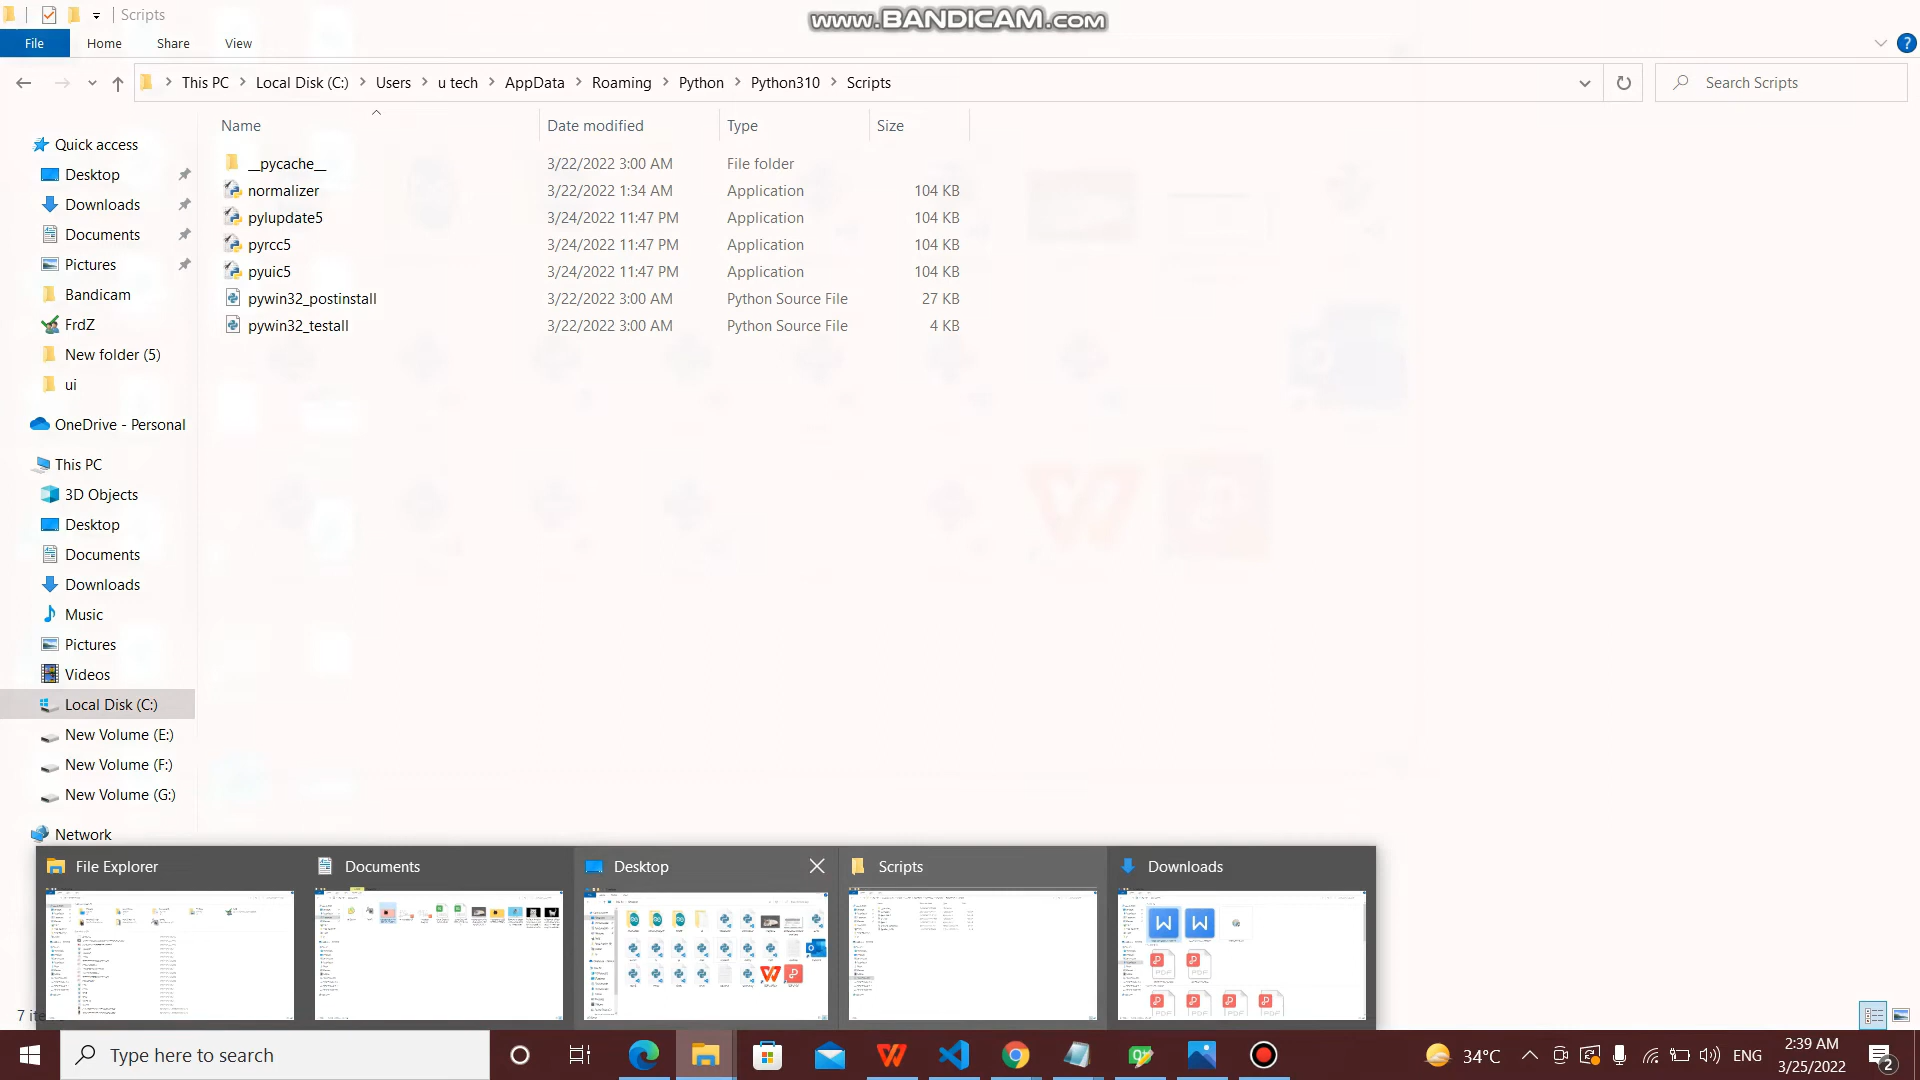 Scripts
www.BANDICAM.com
File Home Share View
This PC Local Disk (C:) Users u tech AppData Roaming Python Python310 Scripts
Search Scripts
Name Date modified Type Size
Quick access
Desktop
Downloads
Documents
Pictures
Bandicam
FrdZ
New folder (5)
ui
OneDrive - Personal
This PC
3D Objects
Desktop
Documents
Downloads
Music
Pictures
Videos
Local Disk (C:)
New Volume (E:)
New Volume (F:)
New Volume (G:)
Network
__pycache__ 3/22/2022 3:00 AM File folder
normalizer 3/22/2022 1:34 AM Application 104 KB
pylupdate5 3/24/2022 11:47 PM Application 104 KB
pyrcc5 3/24/2022 11:47 PM Application 104 KB
pyuic5 3/24/2022 11:47 PM Application 104 KB
pywin32_postinstall 3/22/2022 3:00 AM Python Source File 27 KB
pywin32_testall 3/22/2022 3:00 AM Python Source File 4 KB
File Explorer Documents Desktop Scripts Downloads
7 ite
Type here to search
34°C
ENG
2:39 AM
3/25/2022
2